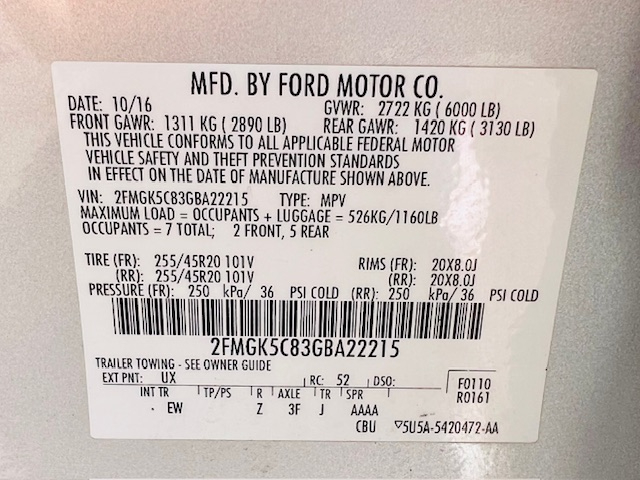 MFD. BY FORD MOTOR CO.
DATE: 10/16 GVWR: 2722 KG ( 6000 LB)
FRONT GAWR: 1311 KG ( 2890 LB) REAR GAWR: 1420 KG ( 3130 LB)
THIS VEHICLE CONFORMS TO ALL APPLICABLE FEDERAL MOTOR
VEHICLE SAFETY AND THEFT PREVENTION STANDARDS
IN EFFECT ON THE DATE OF MANUFACTURE SHOWN ABOVE.
VIN: 2FMGK5C83GBA22215 TYPE: MPV
MAXIMUM LOAD = OCCUPANTS + LUGGAGE = 526KG/1160LB
OCCUPANTS = 7 TOTAL; 2 FRONT, 5 REAR
TIRE (FR): 255/45R20 101V RIMS (FR): 20X8.0J
(RR): 255/45R20 101V (RR): 20X8.0J
PRESSURE (FR): 250 kPa/ 36 PSI COLD (RR): 250 kPa/ 36 PSI COLD
2FMGK5C83GBA22215
TRAILER TOWING - SEE OWNER GUIDE
EXT PNT: UX RC: 52 DSO: F0110
INT TR TP/PS R AXLE TR SPR R0161
EW Z 3F J AAAA
CBU ▽5U5A-5420472-AA